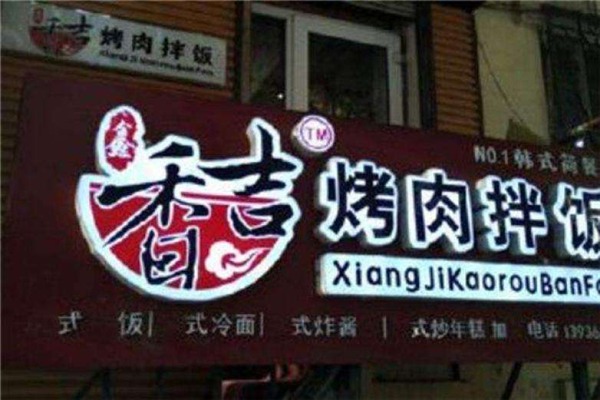 香吉 烤肉拌饭
XiangJiKaorouBanFan
TM
NO.1韩式简餐
香吉
烤肉拌饭
XiangJiKaorouBanFa
式 饭| 式冷面| 式炸酱 | 式炒年糕 加 电话 13936